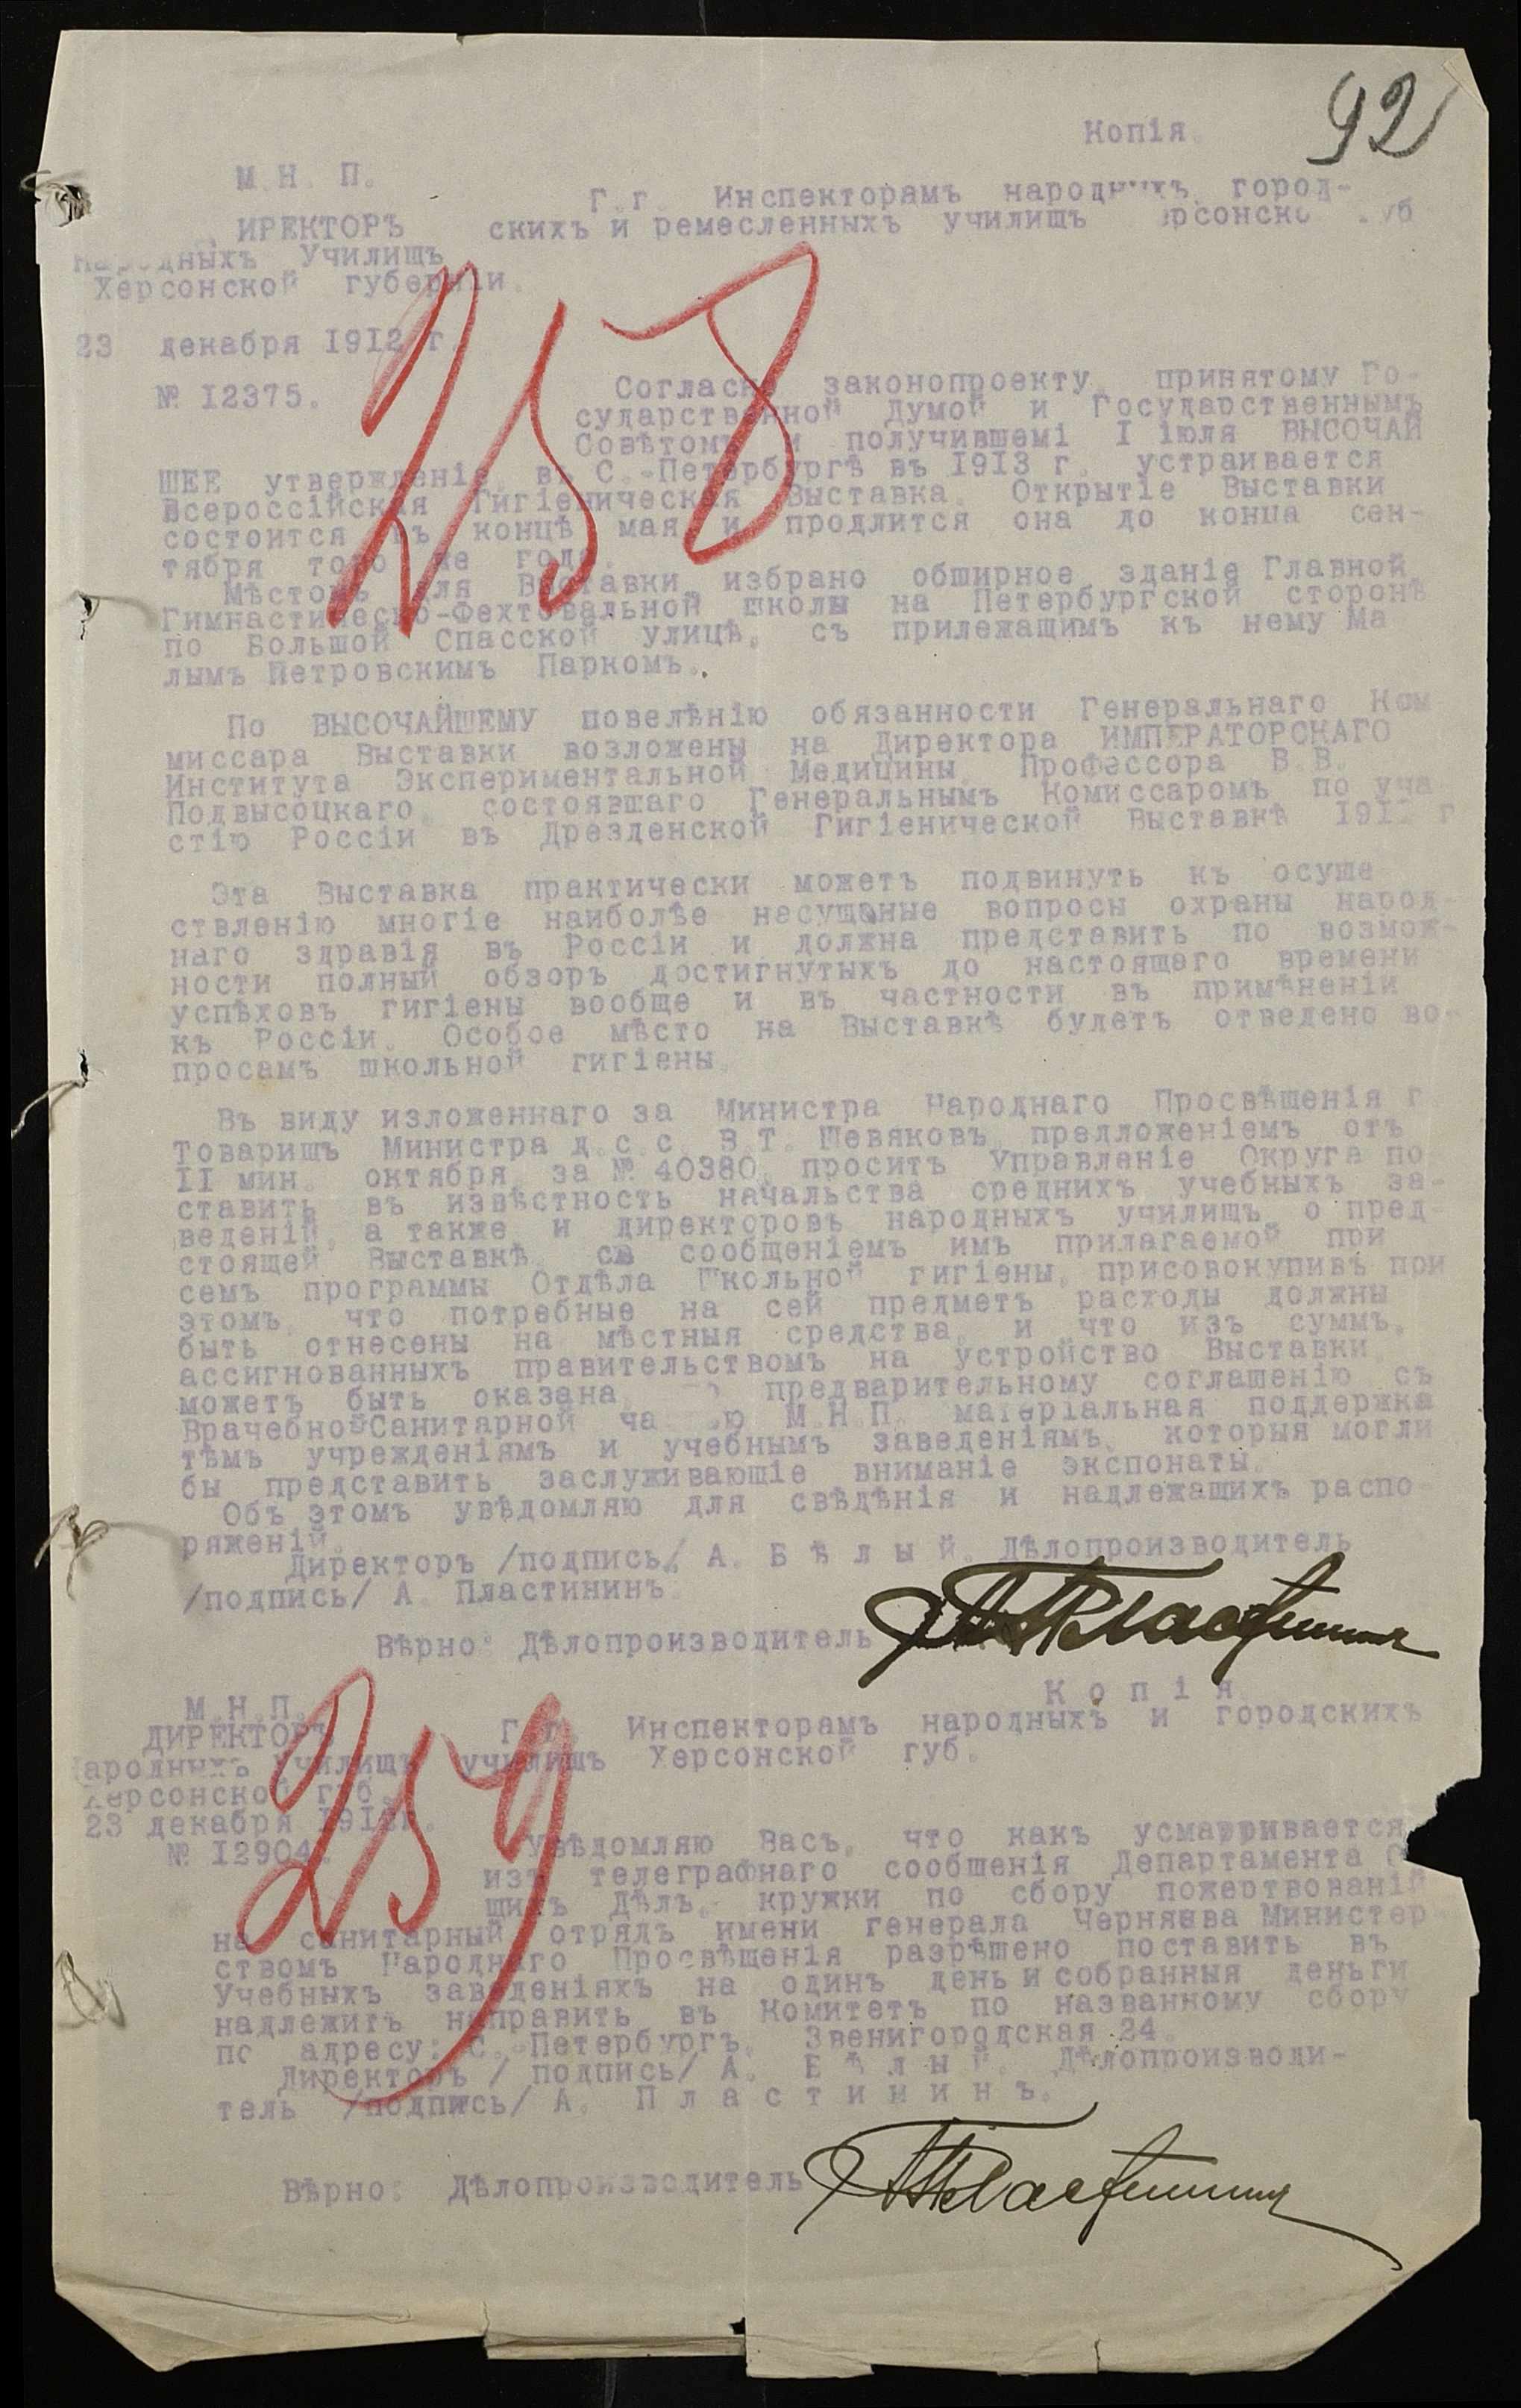 92
Копія.
М. Н. П.
Г.г. Инспекторамъ народныхъ город-
ИРЕКТОРЪ скихъ и ремесленныхъ училищъ
Народныхъ Училищъ
Херсонской губерніи.
258
23 декабря 1912 г
№ I2375.
Согласно законопроекту, принятому Го-
сударственной Думой и Государственнымъ
Совѣтомъ и получившемі I іюля ВЫСОЧАЙ
ШЕЕ утвержденіе, въ С.-Петербургѣ въ 1913 г. устраивается
Всероссійская Гигіеническая Выставка. Открытіе Выставки
состоится въ концѣ мая и продлится она до конца сен-
тября того же года.
Мѣстомъ для Выставки избрано обширное зданіе Главной
Гимнастическо-Фехтовальной школы на Петербургской сторонѣ
по Большой Спасской улицѣ, съ прилежащимъ къ нему Ма
лымъ Петровскимъ Паркомъ.
По ВЫСОЧАЙШЕМУ повелѣнію обязанности Генеральнаго Ком
миссара Выставки возложены на Директора ИМПЕРАТОРСКАГО
Института Экспериментальной Медицины Профессора В.В.
Подвысоцкаго, состоявшаго Генеральнымъ Комиссаромъ по уча
стію Россіи въ Дрезденской Гигіенической Выставкѣ 1911 г
Эта Выставка практически можетъ подвинуть къ осуще
ствленію многіе наиболѣе насущные вопросы охраны народ-
наго здравія въ Россіи и должна представить по возмож-
ности полный обзоръ достигнутыхъ до настоящаго времени
успѣховъ гигіены вообще и въ частности въ примѣненіи
къ Россіи. Особое мѣсто на Выставкѣ будетъ отведено во-
просамъ школьной гигіены.
Въ виду изложеннаго за Министра Народнаго Просвѣщенія г.
Товарищъ Министра д.с.с. В.Т. Шевяковъ предложеніемъ отъ
II мин. октября, за № 40380, проситъ Управленіе Округа по
ставить въ извѣстность начальства среднихъ учебныхъ за-
веденій, а также и директоровъ народныхъ училищъ о пред-
стоящей Выставкѣ, съ сообщеніемъ имъ прилагаемой при
семъ программы Отдѣла Школьной гигіены, присовокупивъ при
этомъ, что потребные на сей предметъ расходы должны
быть отнесены на мѣстныя средства, и что изъ суммъ,
ассигнованныхъ правительствомъ на устройство Выставки
можетъ быть оказана, предварительному соглашенію съ
Врачебно-Санитарной М.Н.П. матеріальная поддержка
тѣмъ учрежденіямъ и учебнымъ заведеніямъ, которыя могли
бы представить заслуживающіе вниманіе экспонаты.
Объ этомъ увѣдомляю для свѣдѣнія и надлежащихъ распо
ряженій.
Директоръ /подпись/ А. Б ѣ л ы й. Дѣлопроизводитель
/подпись/ А. Пластининъ.
Вѣрно: Дѣлопроизводитель АПластининъ
К о п і я
М.Н.П.
ДИРЕКТОРЪ Г.г. Инспекторамъ народныхъ и городскихъ
Народныхъ Училищъ училищъ Херсонской губ.
Херсонской губ.
23 декабря 1912г.
№ I2904.
259
Увѣдомляю Васъ, что какъ усматривается
изъ телеграфнаго сообщенія Департамента
щихъ Дѣлъ, кружки по сбору пожертвованій
на санитарный отрядъ имени генерала Черняева Министер-
ствомъ Народнаго Просвѣщенія разрѣшено поставить въ
Учебныхъ заведеніяхъ на одинъ день и собранныя деньги
надлежитъ направить въ Комитетъ по названному сбору
по адресу: С.-Петербургъ, Звенигородская 24.
Директоръ / подпись/ А. Б ѣ л ы й. Дѣлопроизводи-
тель /подпись/ А. П л а с т и н и н ъ.
Вѣрно: Дѣлопроизводитель АПластининъ